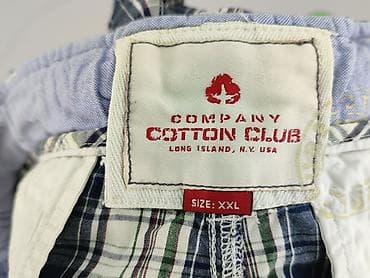 COMPANY
COTTON CLUB
LONG ISLAND, N.Y. USA
SIZE: XXL